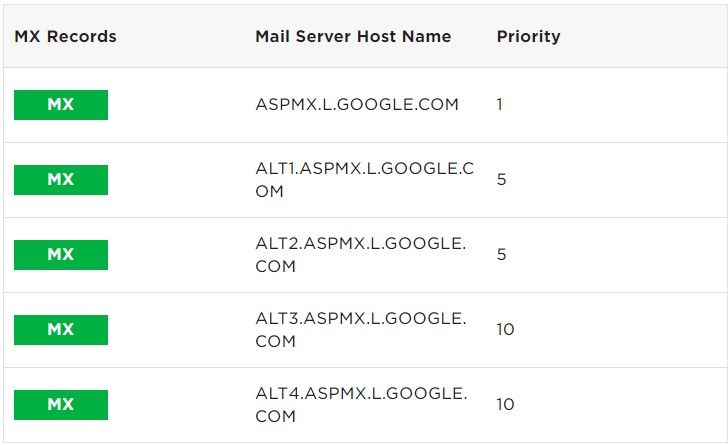 MX Records Mail Server Host Name Priority
MX ASPMX.L.GOOGLE.COM 1
MX ALT1.ASPMX.L.GOOGLE.C
OM 5
MX ALT2.ASPMX.L.GOOGLE.
COM 5
MX ALT3.ASPMX.L.GOOGLE.
COM 10
MX ALT4.ASPMX.L.GOOGLE.
COM 10